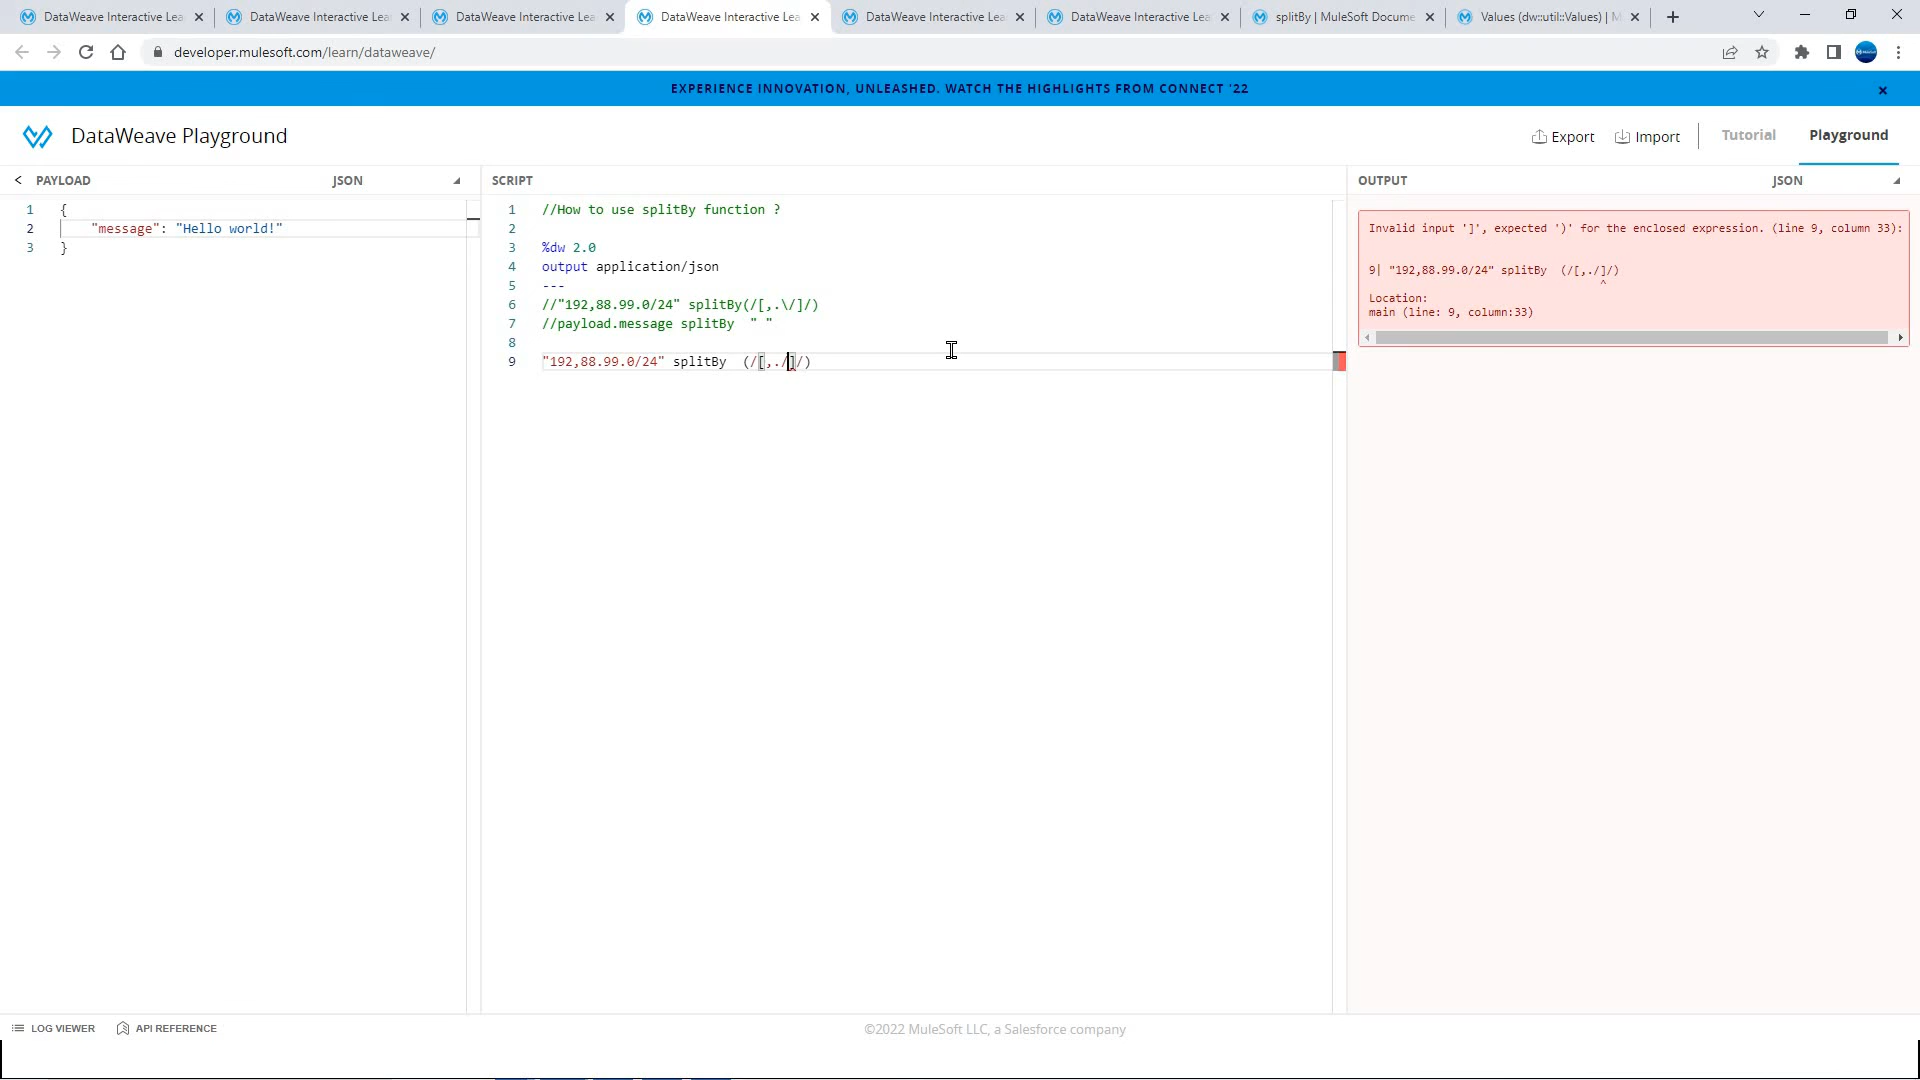 DataWeave Interactive Lea
DataWeave Interactive Lea
DataWeave Interactive Lea
DataWeave Interactive Lea
DataWeave Interactive Lea
DataWeave Interactive Lea
splitBy | MuleSoft Docume
Values (dw::util::Values) | M
developer.mulesoft.com/learn/dataweave/
EXPERIENCE INNOVATION, UNLEASHED. WATCH THE HIGHLIGHTS FROM CONNECT '22
DataWeave Playground
Export
Import
Tutorial
Playground
PAYLOAD
JSON
1 {
2 "message": "Hello world!"
3 }
SCRIPT
1 //How to use splitBy function ?
2
3 %dw 2.0
4 output application/json
5 ---
6 //"192,88.99.0/24" splitBy(/[,.\/]/)
7 //payload.message splitBy  " "
8
9 "192,88.99.0/24" splitBy  (/[,./]/)
OUTPUT
JSON
Invalid input ']', expected ')' for the enclosed expression. (line 9, column 33):
9| "192,88.99.0/24" splitBy  (/[,./]/)
^
Location:
main (line: 9, column:33)
LOG VIEWER
API REFERENCE
©2022 MuleSoft LLC, a Salesforce company